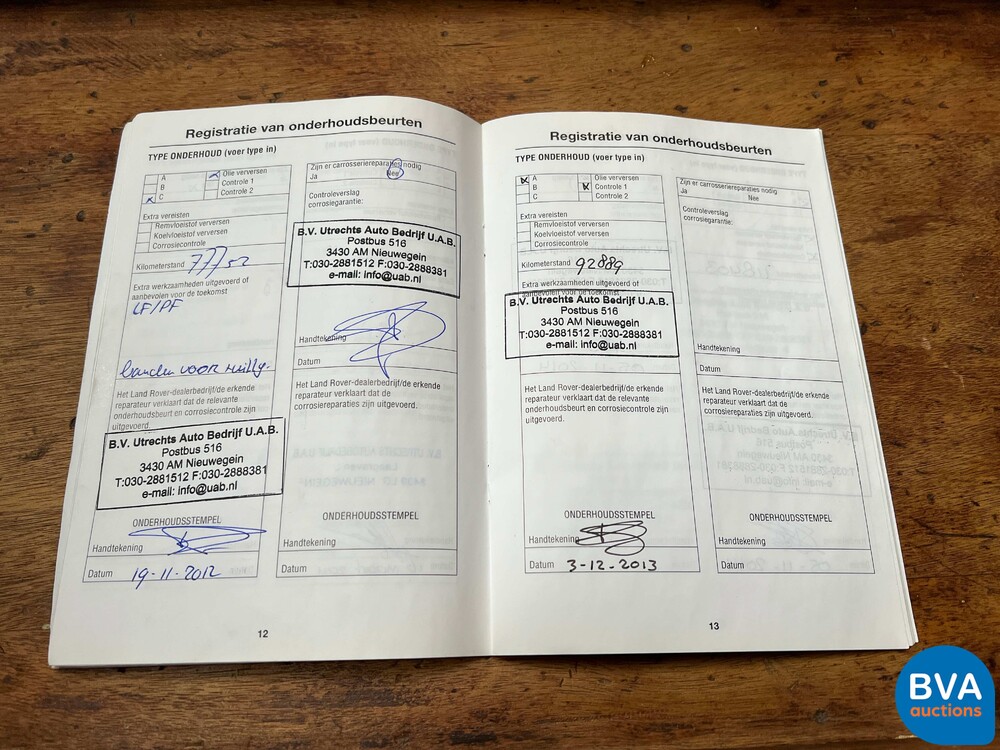 Registratie van onderhoudsbeurten
TYPE ONDERHOUD (voer type in)
A
B
C
Olie verversen
Controle 1
Controle 2
Extra vereisten
Remvloeistof verversen
Koelvloeistof verversen
Corrosiecontrole
Kilometerstand 77752
Extra werkzaamheden uitgevoerd of
aanbevolen voor de toekomst
LF/PF
banden voor
Het Land Rover-dealerbedrijf/de erkende
reparateur verklaart dat de relevante
onderhoudsbeurt en corrosiecontrole zijn
uitgevoerd.
B.V. Utrechts Auto Bedrijf U.A.B.
Postbus 516
3430 AM Nieuwegein
T:030-2881512 F:030-2888381
e-mail: info@uab.nl
ONDERHOUDSSTEMPEL
Handtekening
Datum 19-11-2012
Zijn er carrosseriereparaties nodig
Ja Nee
Controleverslag
corrosiegarantie:
B.V. Utrechts Auto Bedrijf U.A.B.
Postbus 516
3430 AM Nieuwegein
T:030-2881512 F:030-2888381
e-mail: info@uab.nl
Handtekening
Datum
Het Land Rover-dealerbedrijf/de erkende
reparateur verklaart dat de
corrosiereparaties zijn uitgevoerd.
ONDERHOUDSSTEMPEL
Handtekening
Datum
12
Registratie van onderhoudsbeurten
TYPE ONDERHOUD (voer type in)
A
B
C
Olie verversen
Controle 1
Controle 2
Extra vereisten
Remvloeistof verversen
Koelvloeistof verversen
Corrosiecontrole
Kilometerstand 92889
Extra werkzaamheden uitgevoerd of
aanbevolen voor de toekomst
B.V. Utrechts Auto Bedrijf U.A.B.
Postbus 516
3430 AM Nieuwegein
T:030-2881512 F:030-2888381
e-mail: info@uab.nl
Het Land Rover-dealerbedrijf/de erkende
reparateur verklaart dat de relevante
onderhoudsbeurt en corrosiecontrole zijn
uitgevoerd.
ONDERHOUDSSTEMPEL
Handtekening
Datum 3-12-2013
Zijn er carrosseriereparaties nodig
Ja Nee
Controleverslag
corrosiegarantie:
Handtekening
Datum
Het Land Rover-dealerbedrijf/de erkende
reparateur verklaart dat de
corrosiereparaties zijn uitgevoerd.
ONDERHOUDSSTEMPEL
Handtekening
Datum
13
BVA
auctions